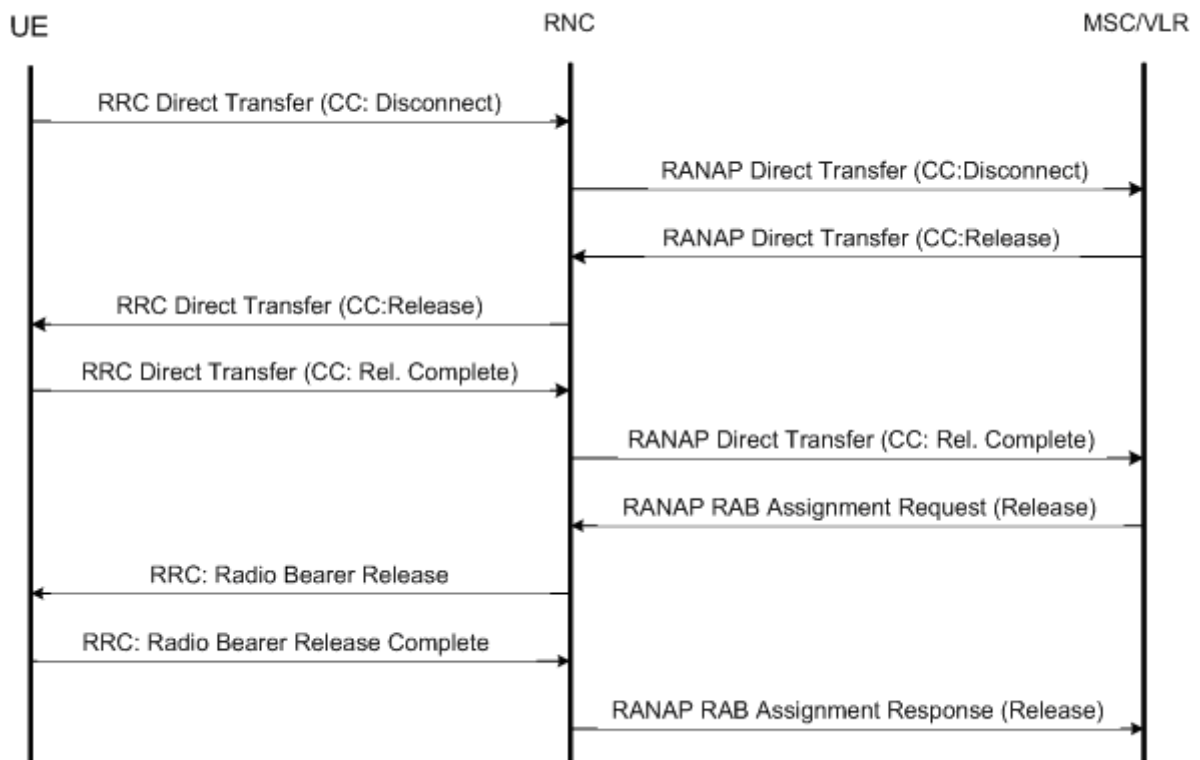 UE
RNC
MSC/VLR
RRC Direct Transfer (CC: Disconnect)
RANAP Direct Transfer (CC:Disconnect)
RANAP Direct Transfer (CC:Release)
RRC Direct Transfer (CC:Release)
RRC Direct Transfer (CC: Rel. Complete)
RANAP Direct Transfer (CC: Rel. Complete)
RANAP RAB Assignment Request (Release)
RRC: Radio Bearer Release
RRC: Radio Bearer Release Complete
RANAP RAB Assignment Response (Release)